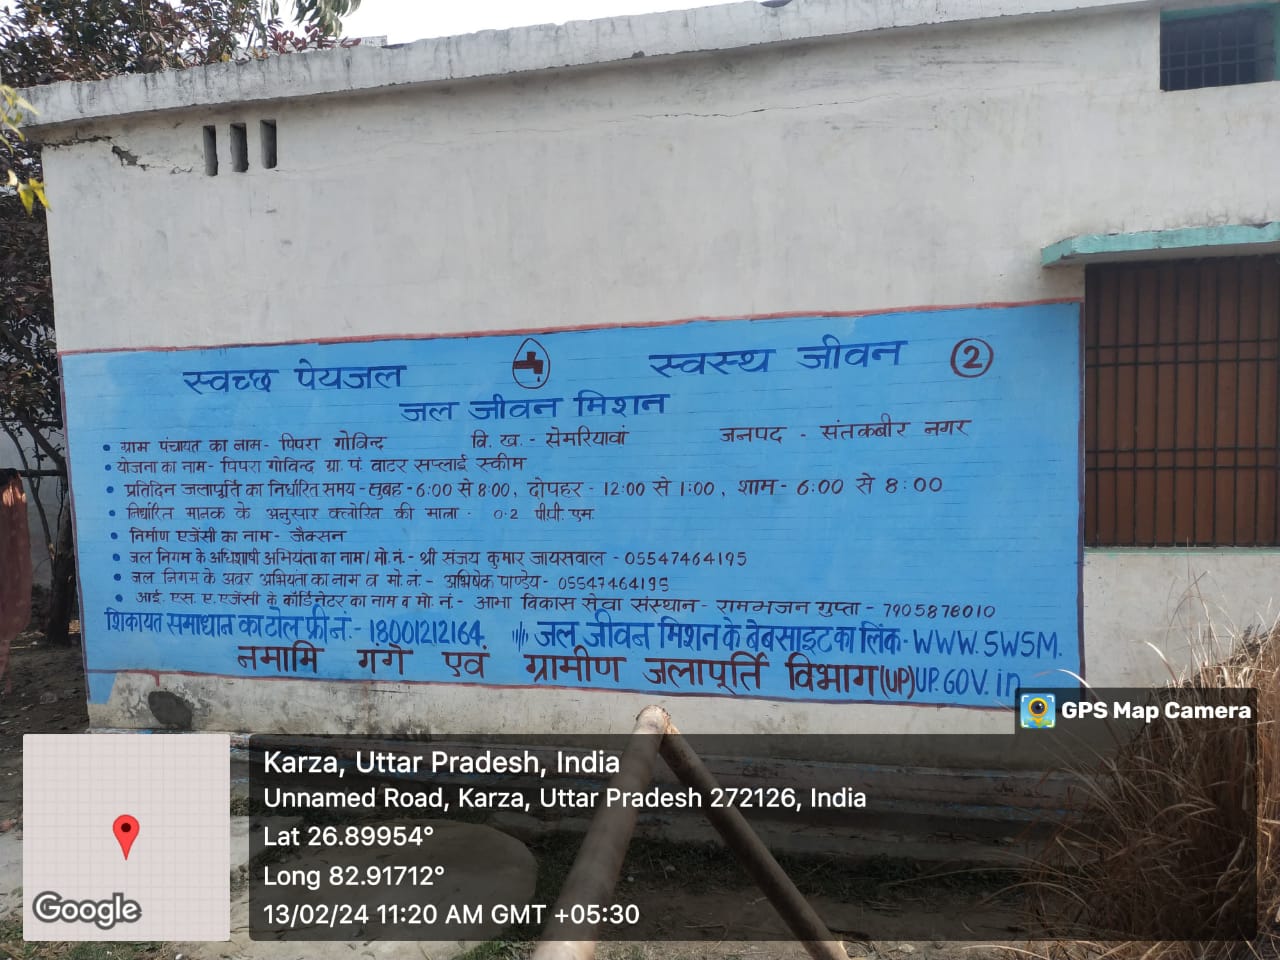 स्वच्छ पेयजल स्वस्थ जीवन 2
जल जीवन मिशन
• ग्राम पंचायत का नाम- पिपरा गोविन्द वि. ख. - सेमरियावां जनपद - संतकबीर नगर
• योजना का नाम- पिपरा गोविन्द ग्रा. पं. वाटर सप्लाई स्कीम
• प्रतिदिन जलापूर्ति का निर्धारित समय - सुबह - 6:00 से 8:00, दोपहर - 12:00 से 1:00, शाम - 6:00 से 8:00
• निर्धारित मानक के अनुसार क्लोरिन की मात्रा - 0.2 पी.पी. एम.
• निर्माण एजेंसी का नाम - जैक्सन
• जल निगम के अधिशाषी अभियंता का नाम / मो. नं. - श्री संजय कुमार जायसवाल - 05547464195
• जल निगम के अवर अभियंता का नाम व मो. नं - अभिषेक पाण्डेय - 05547464195
• आई. एस. ए. एजेंसी के कॉर्डिनेटर का नाम व मो. नं. - आभा विकास सेवा संस्थान - रामभजन गुप्ता - 7905878010
शिकायत समाधान का टोल फ्री नं. - 18001212164 जल जीवन मिशन के बेबसाइट का लिंक - WWW.SWSM.
नमामि गंगे एवं ग्रामीण जलापूर्ति विभाग (UP) UP.GOV.in
GPS Map Camera
Karza, Uttar Pradesh, India
Unnamed Road, Karza, Uttar Pradesh 272126, India
Lat 26.89954°
Long 82.91712°
13/02/24 11:20 AM GMT +05:30
Google